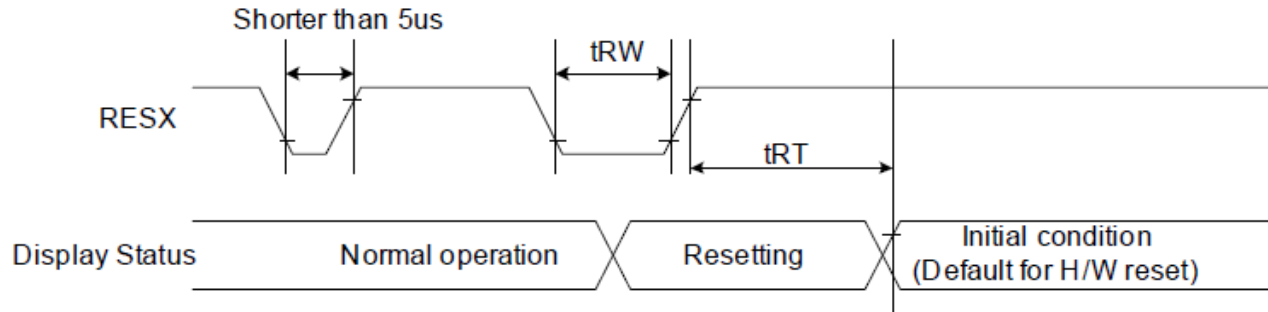 Shorter than 5us
tRW
RESX
tRT
Display Status
Normal operation
Resetting
Initial condition
(Default for H/W reset)